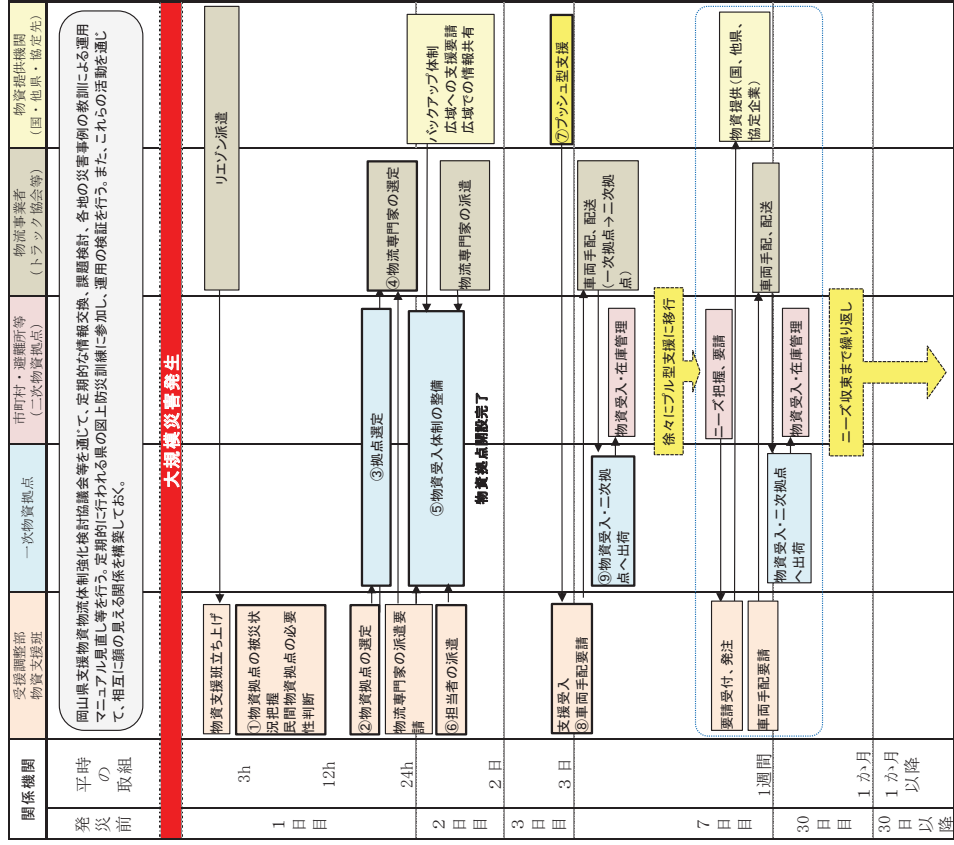 関係機関
受援調整部
物資支援班
一次物資拠点
市町村・避難所等
（二次物資拠点）
物流事業者
（トラック協会等）
物資提供機関
（国・他県・協定先）
発災前
平時
の
取組
岡山県支援物資物流体制強化検討協議会等を通じて、定期的な情報交換、課題検討、各地の災害事例の教訓による運用
マニュアル見直し等を行う。定期的に行われる県の図上防災訓練に参加し、運用の検証を行う。また、これらの活動を通じ
て、相互に顔の見える関係を構築しておく。
大規模災害発生
1日目
3h
12h
24h
物資支援班立ち上げ
リエゾン派遣
①物資拠点の被災状
況把握
民間物資拠点の必要
性判断
②物資拠点の選定
③拠点選定
物流専門家の派遣要
請
④物流専門家の選定
2日目
2日
⑤物資受入体制の整備
バックアップ体制
広域への支援要請
広域での情報共有
⑥担当者の派遣
物流専門家の派遣
物資拠点開設完了
3日目
3日
支援受入
⑧車両手配要請
⑦プッシュ型支援
車両手配、配送
（一次拠点→二次拠
点）
⑨物資受入・二次拠
点へ出荷
物資受入・在庫管理
徐々にプル型支援に移行
7日目
1週間
要請受付、発注
ニーズ把握、要請
物資提供（国、他県、
協定企業）
車両手配要請
車両手配、配送
30日目
1か月
物資受入・二次拠点
へ出荷
物資受入・在庫管理
ニーズ収束まで繰り返し
30日以降
1か月
以降